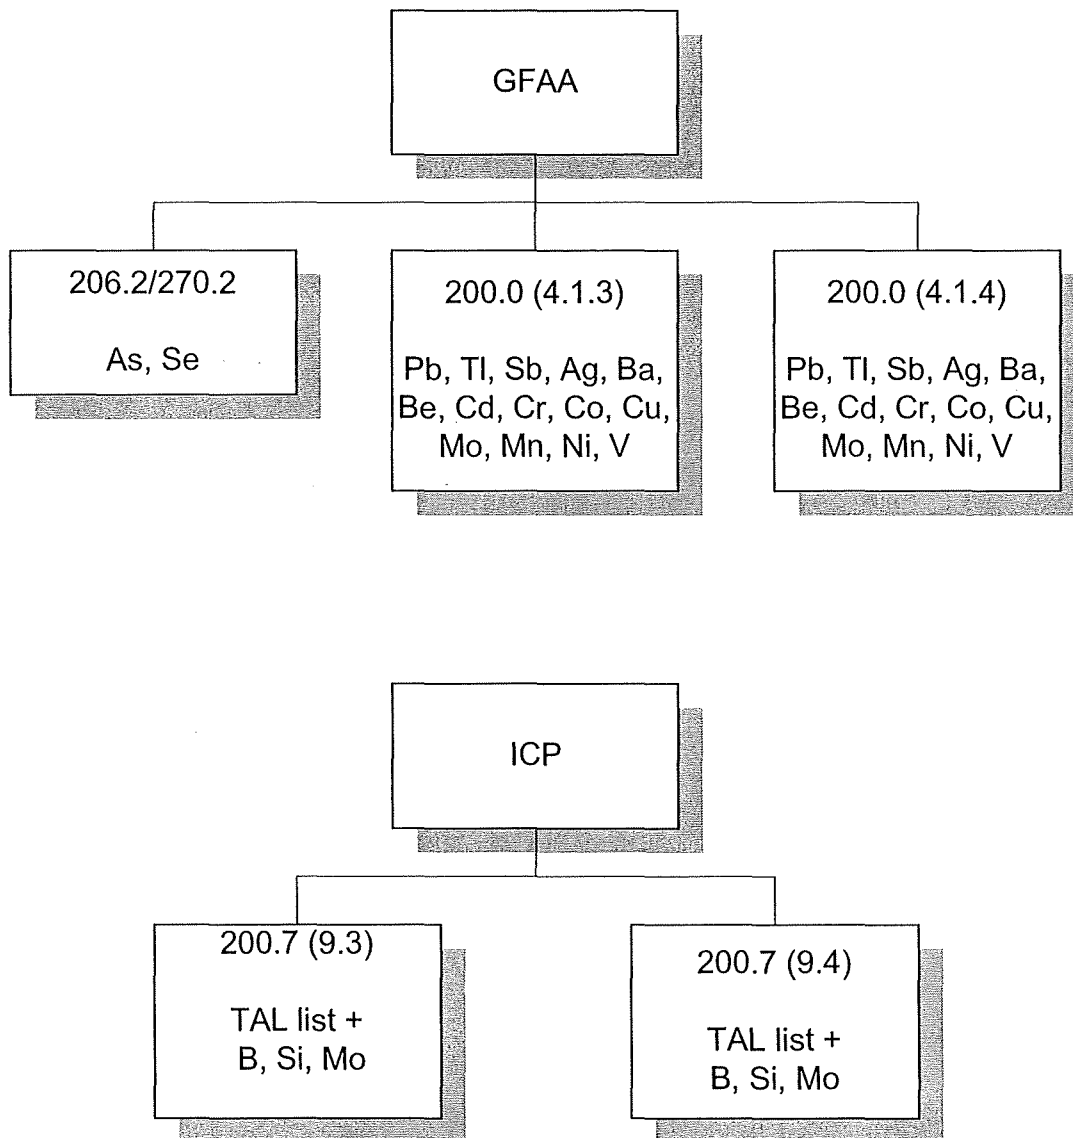 GFAA
206.2/270.2
As, Se
200.0 (4.1.3)
Pb, Tl, Sb, Ag, Ba,
Be, Cd, Cr, Co, Cu,
Mo, Mn, Ni, V
200.0 (4.1.4)
Pb, Tl, Sb, Ag, Ba,
Be, Cd, Cr, Co, Cu,
Mo, Mn, Ni, V
ICP
200.7 (9.3)
TAL list +
B, Si, Mo
200.7 (9.4)
TAL list +
B, Si, Mo